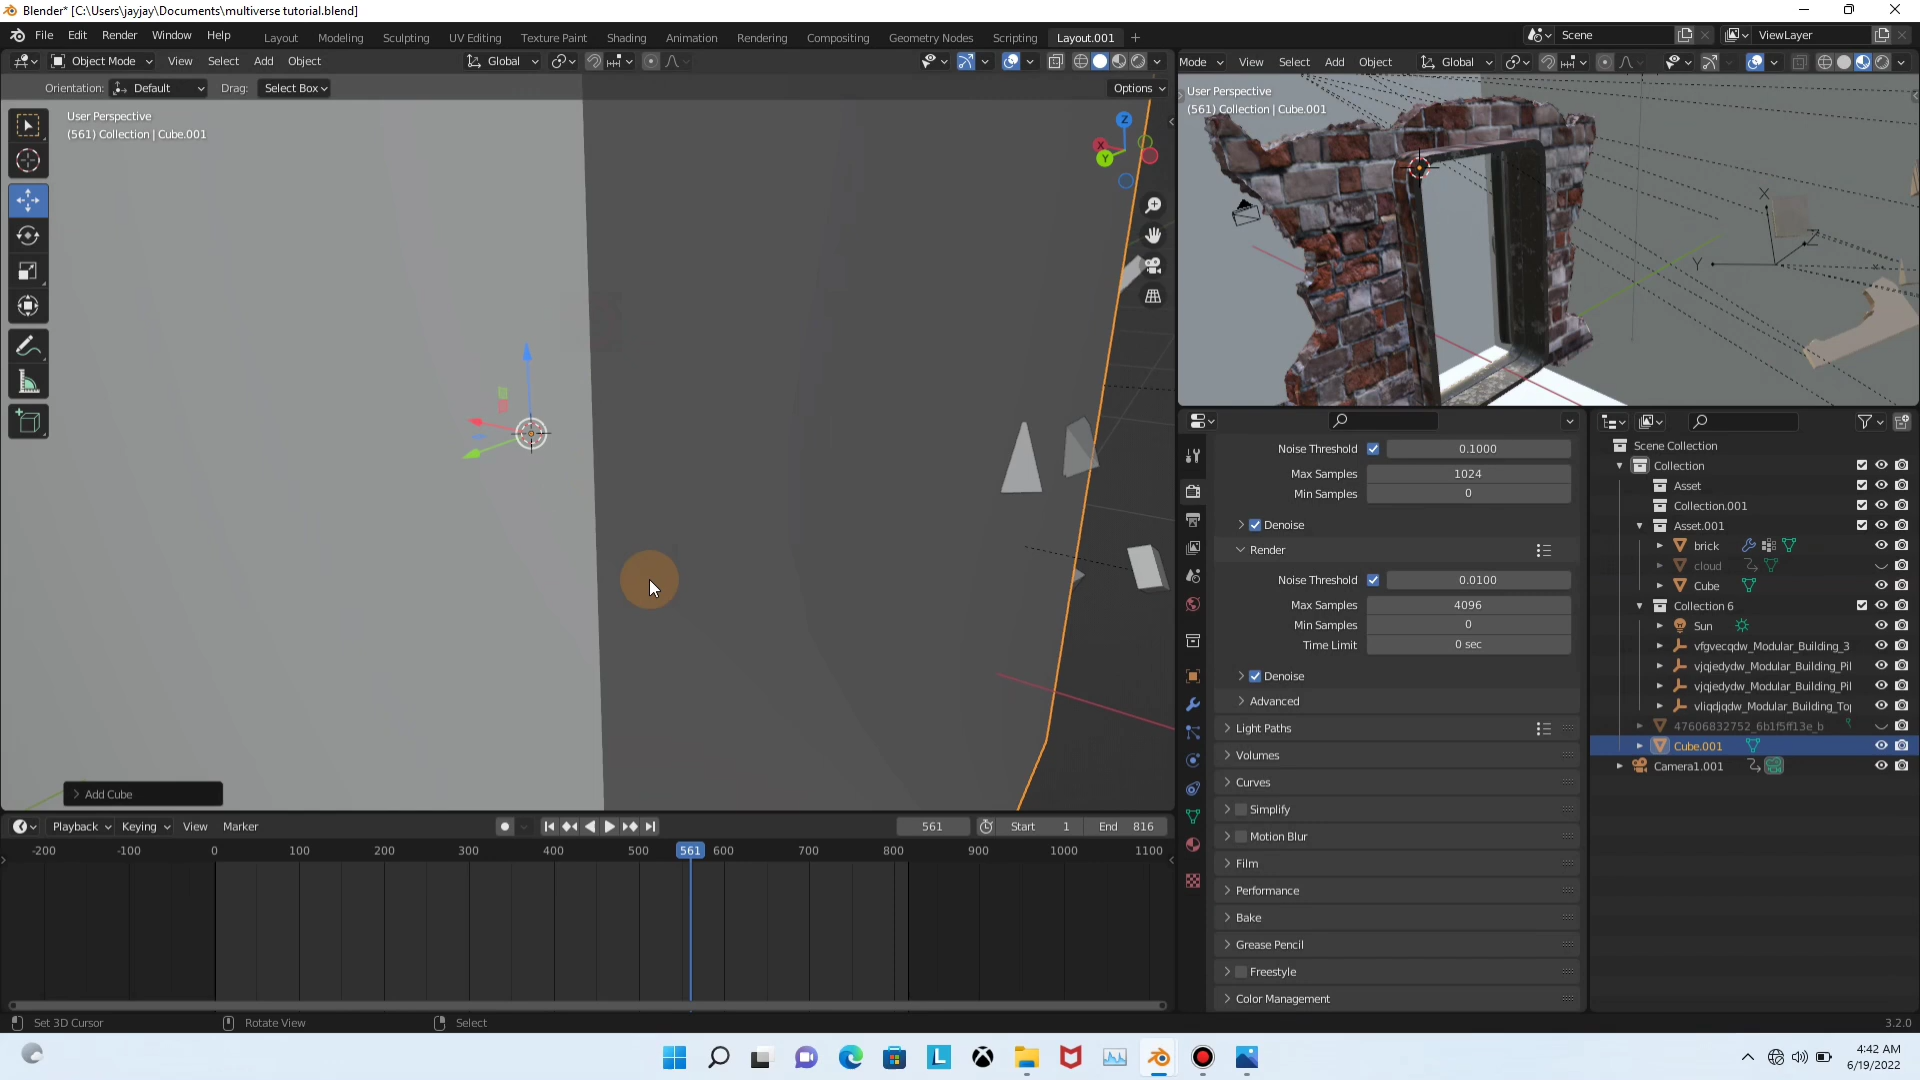 Blender* [C:\Users\jayjay\Documents\multiverse tutorial.blend]
File Edit Render Window Help Layout Modeling Sculpting UV Editing Texture Paint Shading Animation Rendering Compositing Geometry Nodes Scripting Layout.001 + Scene ViewLayer
Object Mode View Select Add Object Global
Mode View Select Add Object Global
Orientation: Default Drag: Select Box Options
User Perspective
(561) Collection | Cube.001
Z
X
Y
User Perspective
(561) Collection | Cube.001
X
Z
Y
x
Add Cube
Noise Threshold 0.1000
Max Samples 1024
Min Samples 0
Denoise
Render
Noise Threshold 0.0100
Max Samples 4096
Min Samples 0
Time Limit 0 sec
Denoise
Advanced
Light Paths
Volumes
Curves
Simplify
Motion Blur
Film
Performance
Bake
Grease Pencil
Freestyle
Color Management
Scene Collection
Collection
Asset
Collection.001
Asset.001
brick
cloud
Cube
Collection 6
Sun
vfgvecqdw_Modular_Building_3
vjqjedydw_Modular_Building_Pil
vjqjedydw_Modular_Building_Pil
vliqdjqdw_Modular_Building_To
47606832752_6b1f5ff13e_b
Cube.001
Camera1.001
Playback Keying View Marker 561 Start 1 End 816
-200 -100 0 100 200 300 400 500 561 600 700 800 900 1000 1100
Set 3D Cursor Rotate View Select 3.2.0
4:42 AM
6/19/2022